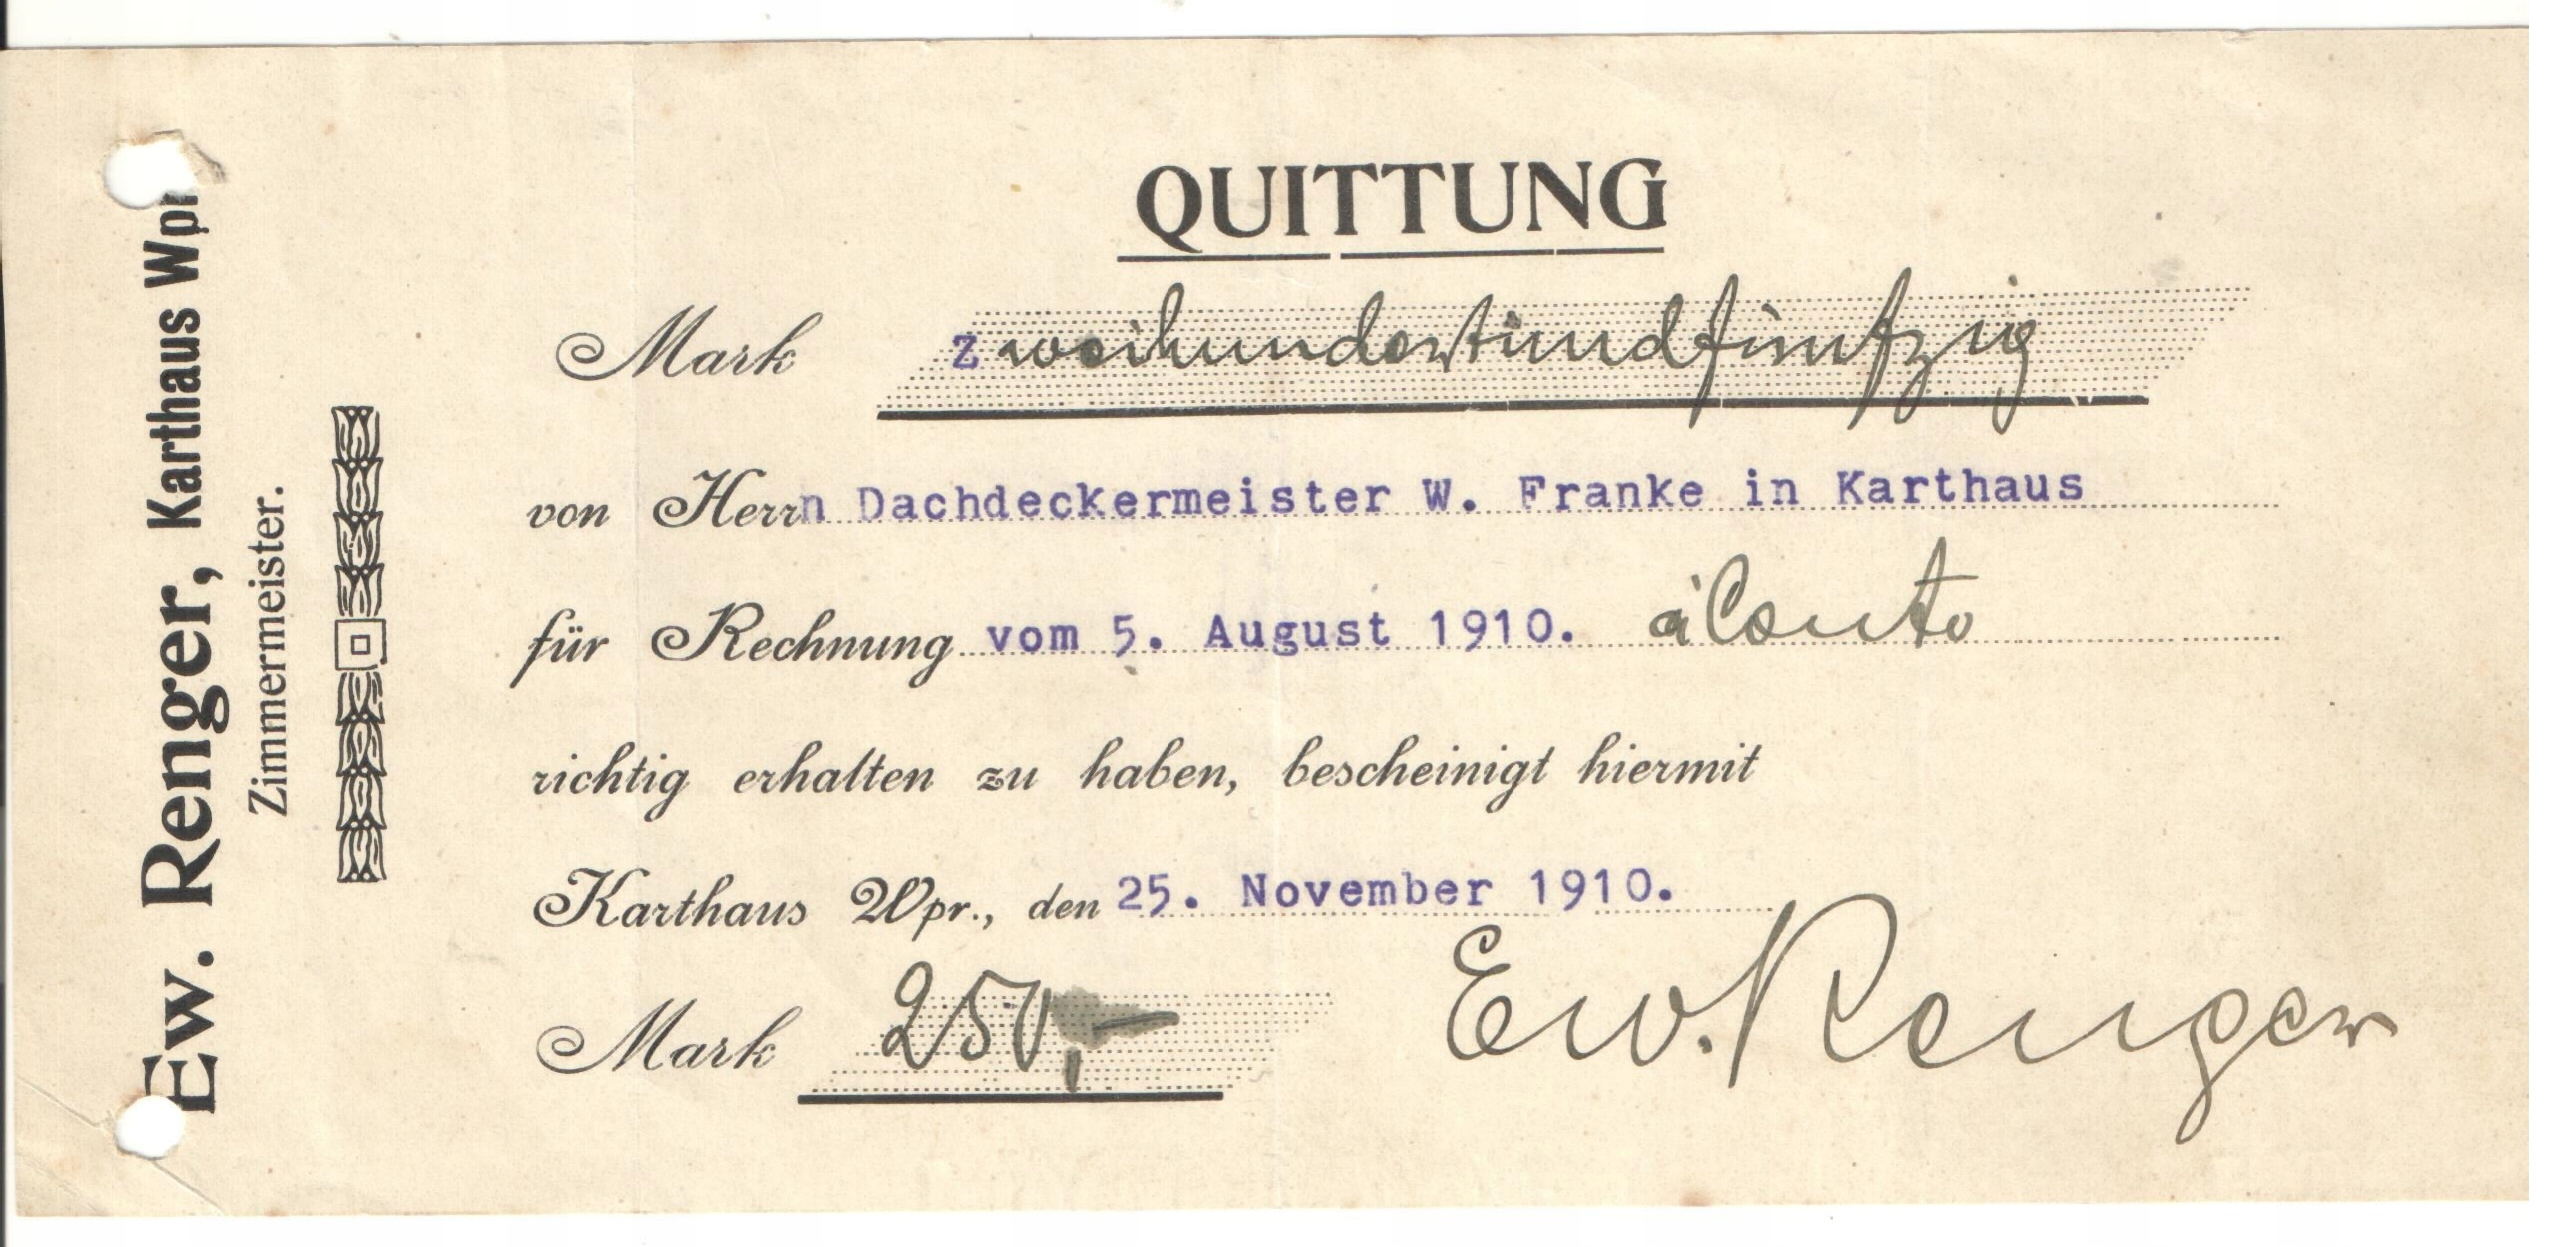 Ew. Renger, Karthaus Wpr
Zimmermeister.
QUITTUNG
Mark zweihundertundfünfzig
von Herrn Dachdeckermeister W. Franke in Karthaus
für Rechnung vom 5. August 1910. à Conto
richtig erhalten zu haben, bescheinigt hiermit
Karthaus Wpr., den 25. November 1910.
Mark 250,— Ew. Renger